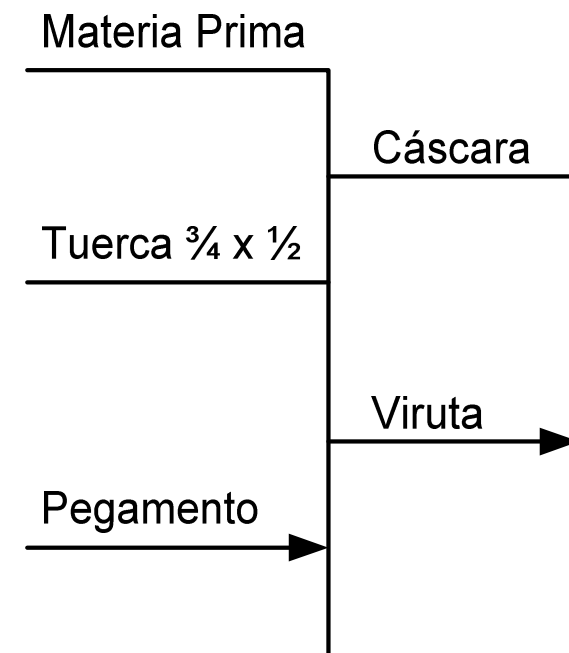 Materia Prima
Cáscara
Tuerca ¾ x ½
Viruta
Pegamento